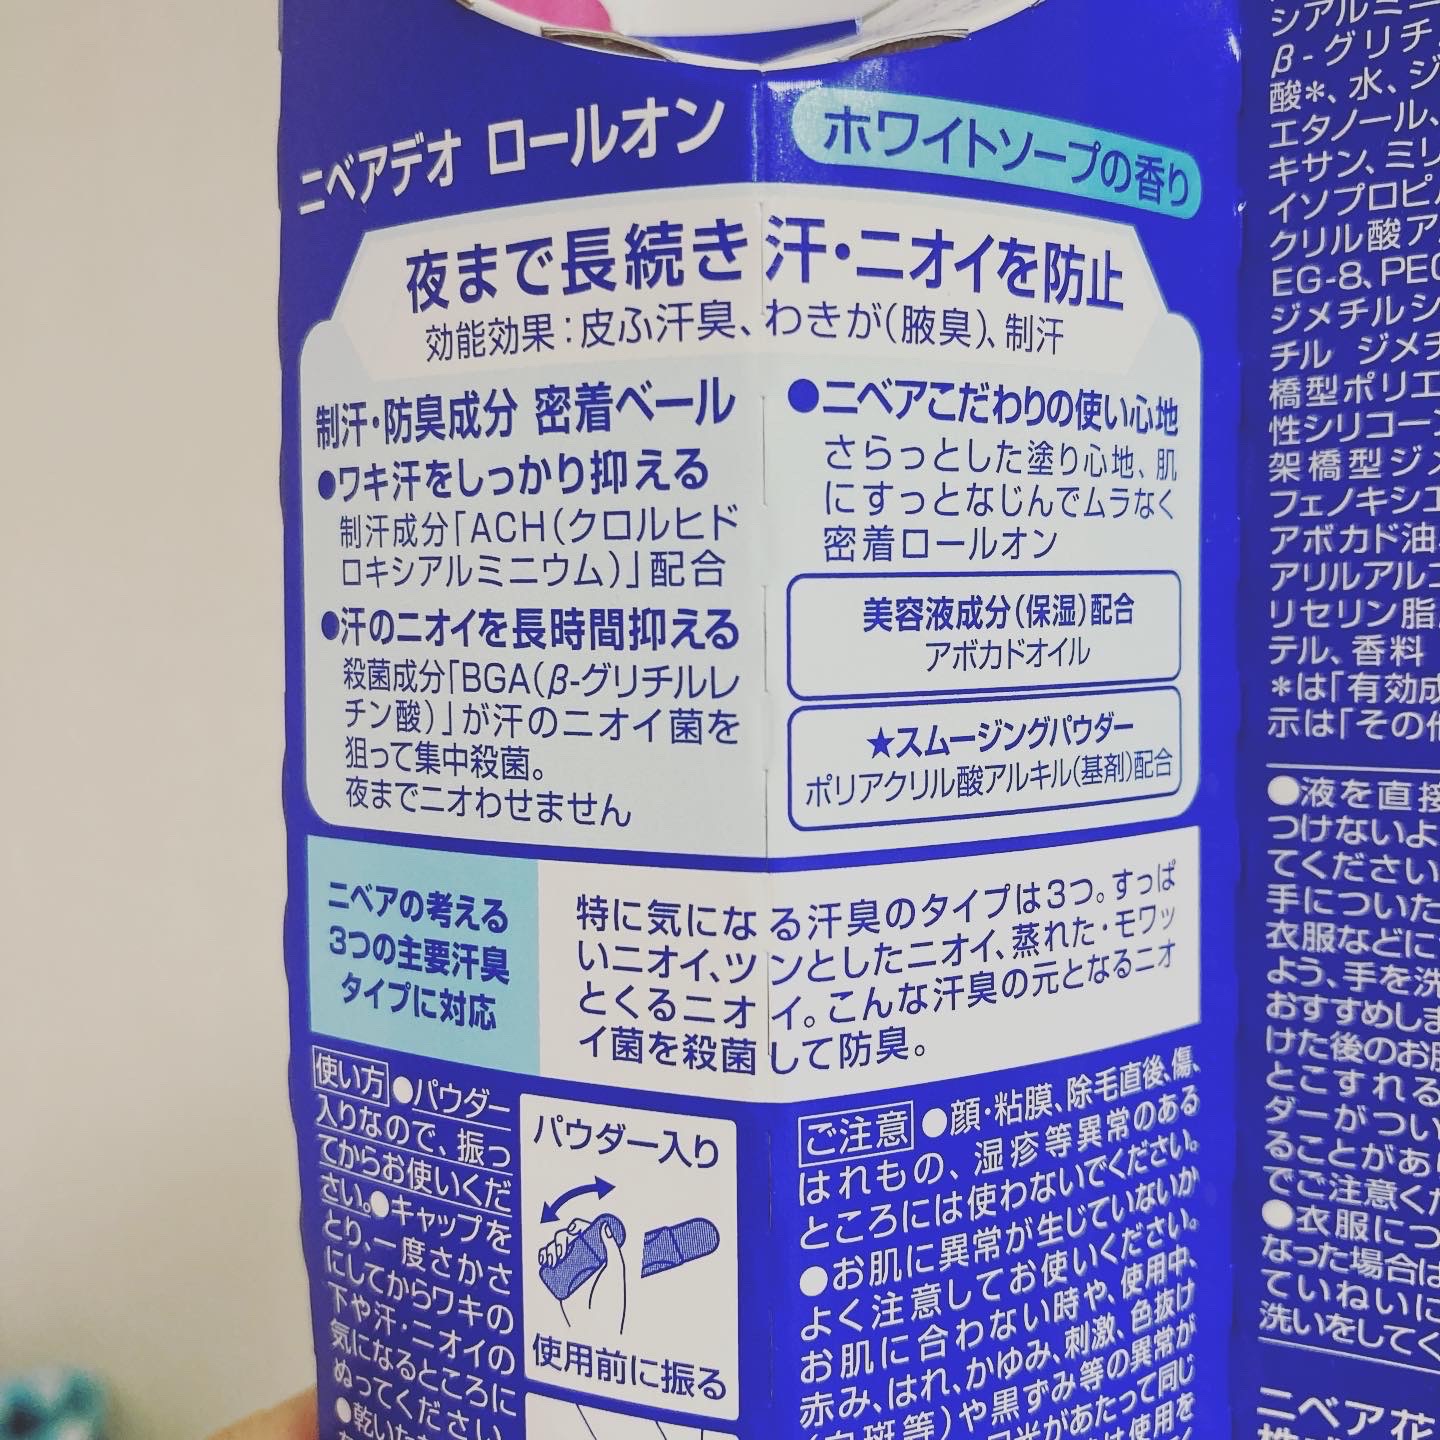 ニベアデオ ロールオン
ホワイトソープの香り
夜まで長続き 汗・ニオイを防止
効能効果：皮ふ汗臭、わきが(腋臭)、制汗
制汗・防臭成分 密着ベール
●ワキ汗をしっかり抑える
制汗成分「ACH(クロルヒド
ロキシアルミニウム)」配合
●汗のニオイを長時間抑える
殺菌成分「BGA(β-グリチルレ
チン酸)」が汗のニオイ菌を
狙って集中殺菌。
夜までニオわせません
●ニベアこだわりの使い心地
さらっとした塗り心地、肌
にすっとなじんでムラなく
密着ロールオン
美容液成分(保湿)配合
アボカドオイル
★スムージングパウダー
ポリアクリル酸アルキル(基剤)配合
ニベアの考える
3つの主要汗臭
タイプに対応
特に気になる汗臭のタイプは3つ。すっぱ
いニオイ、ツンとしたニオイ、蒸れた・モワッ
とくるニオイ。こんな汗臭の元となるニオ
イ菌を殺菌して防臭。
使い方 ●パウダー
入りなので、振っ
てからお使いくだ
さい。●キャップを
とり、一度さかさ
にしてからワキの
下や汗・ニオイの
気になるところに
ぬってください。
●乾いた
パウダー入り
使用前に振る
ご注意 ●顔・粘膜、除毛直後、傷、
はれもの、湿疹等異常のある
ところには使わないでください。
●お肌に異常が生じていないか
よく注意してお使いください。
お肌に合わない時や、使用中、
赤み、はれ、かゆみ、刺激、色抜け
(白斑等)や黒ずみ等の異常が
光があたって同じ
は使用を
シアルミニ
β-グリチ
酸*、水、ジ
エタノール、
キサン、ミリ
イソプロピル
クリル酸ア
EG-8、PEG
ジメチルシ
チル ジメチ
橋型ポリエ
性シリコーン
架橋型ジメ
フェノキシエ
アボカド油、
アリルアルコ
リセリン脂
テル、香料
*は「有効成
示は「その他
●液を直接
つけないよ
てください
手についた
衣服などに
よう、手を洗
おすすめしま
けた後のお肌
とこすれる
ダーがつい
ることがあ
でご注意くだ
●衣服につ
なった場合は
ていねいに
洗いをしてく
ニベア花